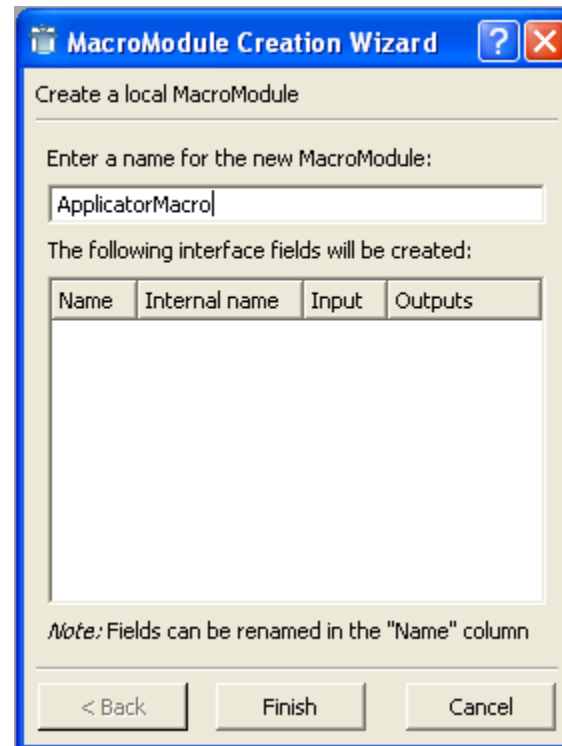 MacroModule Creation Wizard ?
Create a local MacroModule
Enter a name for the new MacroModule:
ApplicatorMacro
The following interface fields will be created:
Name Internal name Input Outputs
Note: Fields can be renamed in the "Name" column
< Back Finish Cancel